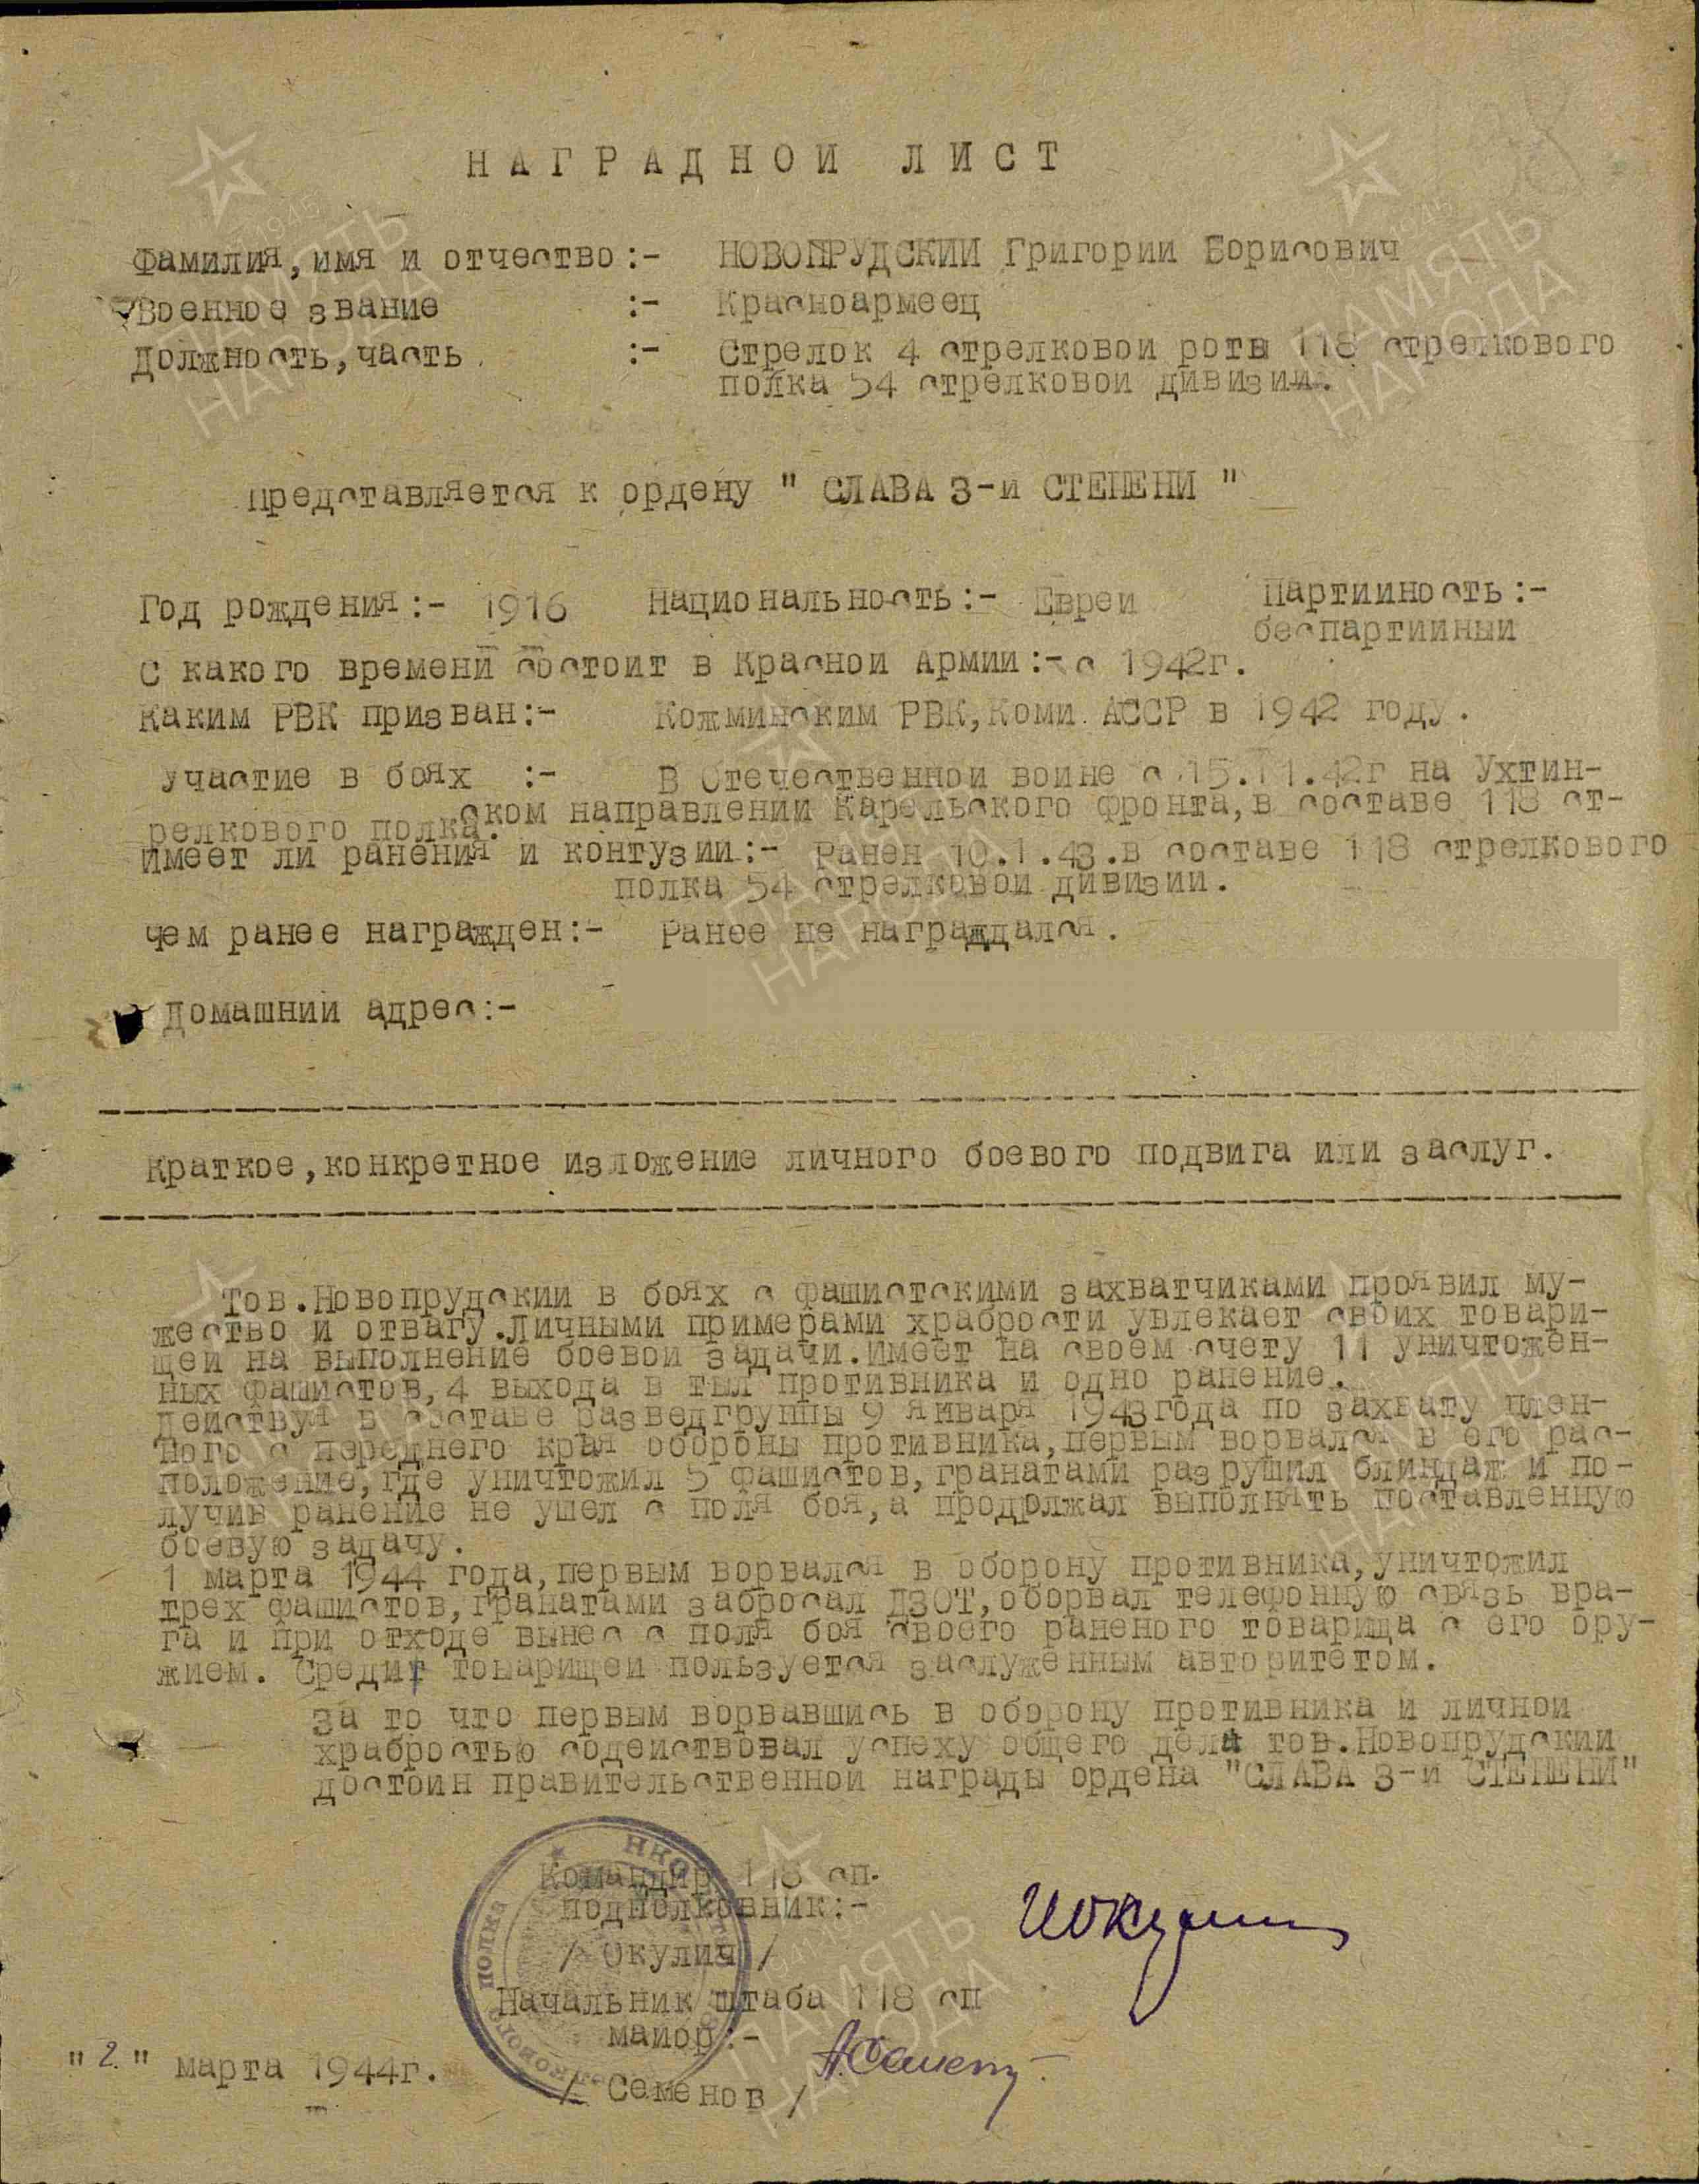 НАГРАДНОЙ ЛИСТ
Фамилия,имя и отчество:- НОВОПРУДСКИЙ Григорий Борисович
Военное звание :- Красноармеец
Должность,часть :- Стрелок 4 стрелковой роты 118 стрелкового
полка 54 стрелковой дивизии.
Представляется к ордену " СЛАВА 3-й СТЕПЕНИ "
Год рождения:- 1916 Национальность:- Еврей Партийность:-
беспартийный
С какого времени состоит в Красной Армии:- с 1942г.
Каким РВК призван:- Кожминским РВК,Коми АССР в 1942 году.
Участие в боях :- В Отечественной войне с 15.11.42г на Ухтин-
ском направлении Карельского фронта,в составе 118 ст-
релкового полка.
Имеет ли ранения и контузии:- Ранен 10.1.43.в составе 118 стрелкового
полка 54 стрелковой дивизии.
чем ранее награжден:- Ранее не награждался.
Домашний адрес:-
Краткое,конкретное изложение личного боевого подвига или заслуг.
Тов.Новопрудский в боях с фашистскими захватчиками проявил му-
жество и отвагу.Личными примерами храбрости увлекает своих товари-
щей на выполнение боевой задачи.Имеет на своем счету 11 уничтожен-
ных фашистов,4 выхода в тыл противника и одно ранение.
Действуя в составе разведгруппы 9 января 1943года по захвату плен-
ного с переднего края обороны противника,первым ворвался в его рас-
положение,где уничтожил 5 фашистов,гранатами разрушил блиндаж и по-
лучив ранение не ушел с поля боя,а продолжал выполнять поставленную
боевую задачу.
1 марта 1944 года,первым ворвался в оборону противника,уничтожил
трех фашистов,гранатами забросал ДЗОТ,оборвал телефонную связь вра-
га и при отходе вынес с поля боя своего раненого товарища с его ору-
жием. Среди товарищей пользуется заслуженным авторитетом.
За то что первым ворвавшись в оборону противника и личной
храбростью содействовал успеху общего дела тов.Новопрудский
достоин правительственной награды ордена "СЛАВА 3-й СТЕПЕНИ"
Командир 118 сп.
подполковник:-
/ Окулич /
Начальник штаба 118 сп
майор:-
"2" марта 1944г.
/ Семенов /
НКО
полка
ПАМЯТЬ
НАРОДА